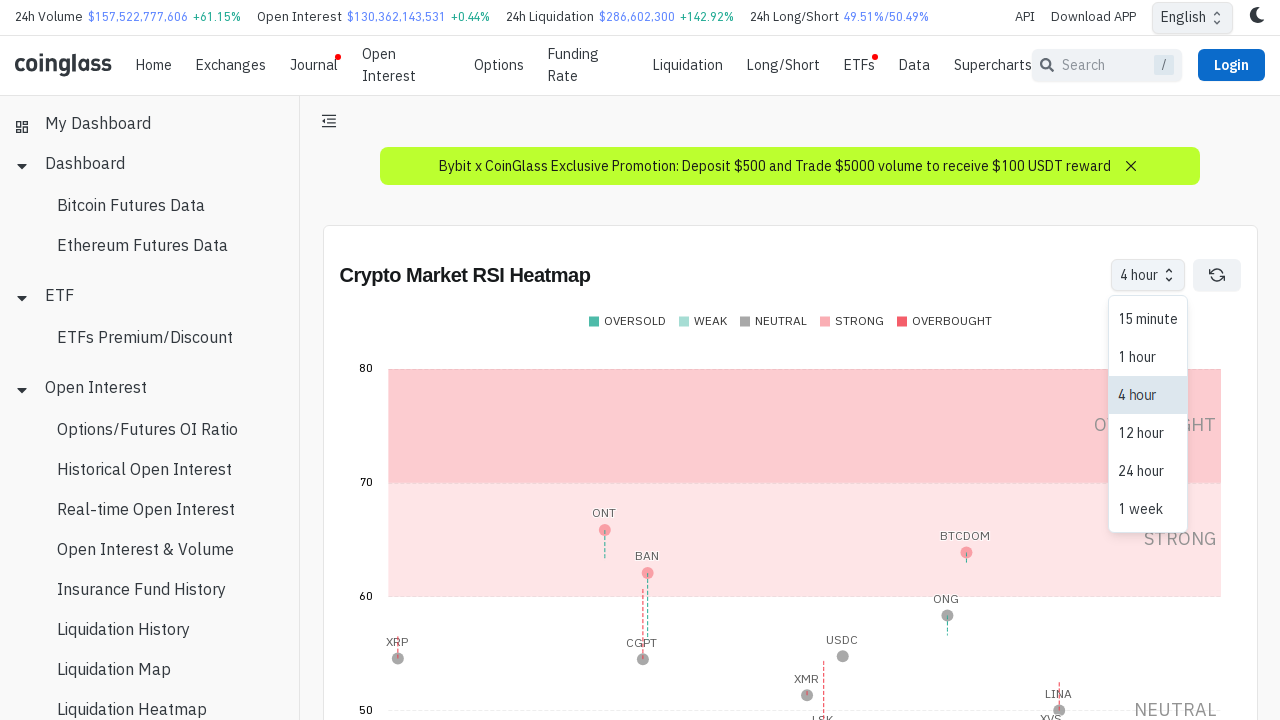 24h Volume $157,522,777,606 +61.15% Open Interest $130,362,143,531 +0.44% 24h Liquidation $286,602,300 +142.92% 24h Long/Short 49.51%/50.49% API Download APP English
coinglass Home Exchanges Journal Open Interest Options Funding Rate Liquidation Long/Short ETFs Data Supercharts Search / Login
My Dashboard
Dashboard
Bitcoin Futures Data
Ethereum Futures Data
ETF
ETFs Premium/Discount
Open Interest
Options/Futures OI Ratio
Historical Open Interest
Real-time Open Interest
Open Interest & Volume
Insurance Fund History
Liquidation History
Liquidation Map
Liquidation Heatmap
Bybit x CoinGlass Exclusive Promotion: Deposit $500 and Trade $5000 volume to receive $100 USDT reward
Crypto Market RSI Heatmap
4 hour
15 minute
1 hour
4 hour
12 hour
24 hour
1 week
OVERSOLD WEAK NEUTRAL STRONG OVERBOUGHT
80
70
ONT
BTCDOM
STRONG
BAN
60
ONG
XRP
CGPT
USDC
XMR
LINA
50
NEUTRAL
LSK
XVS